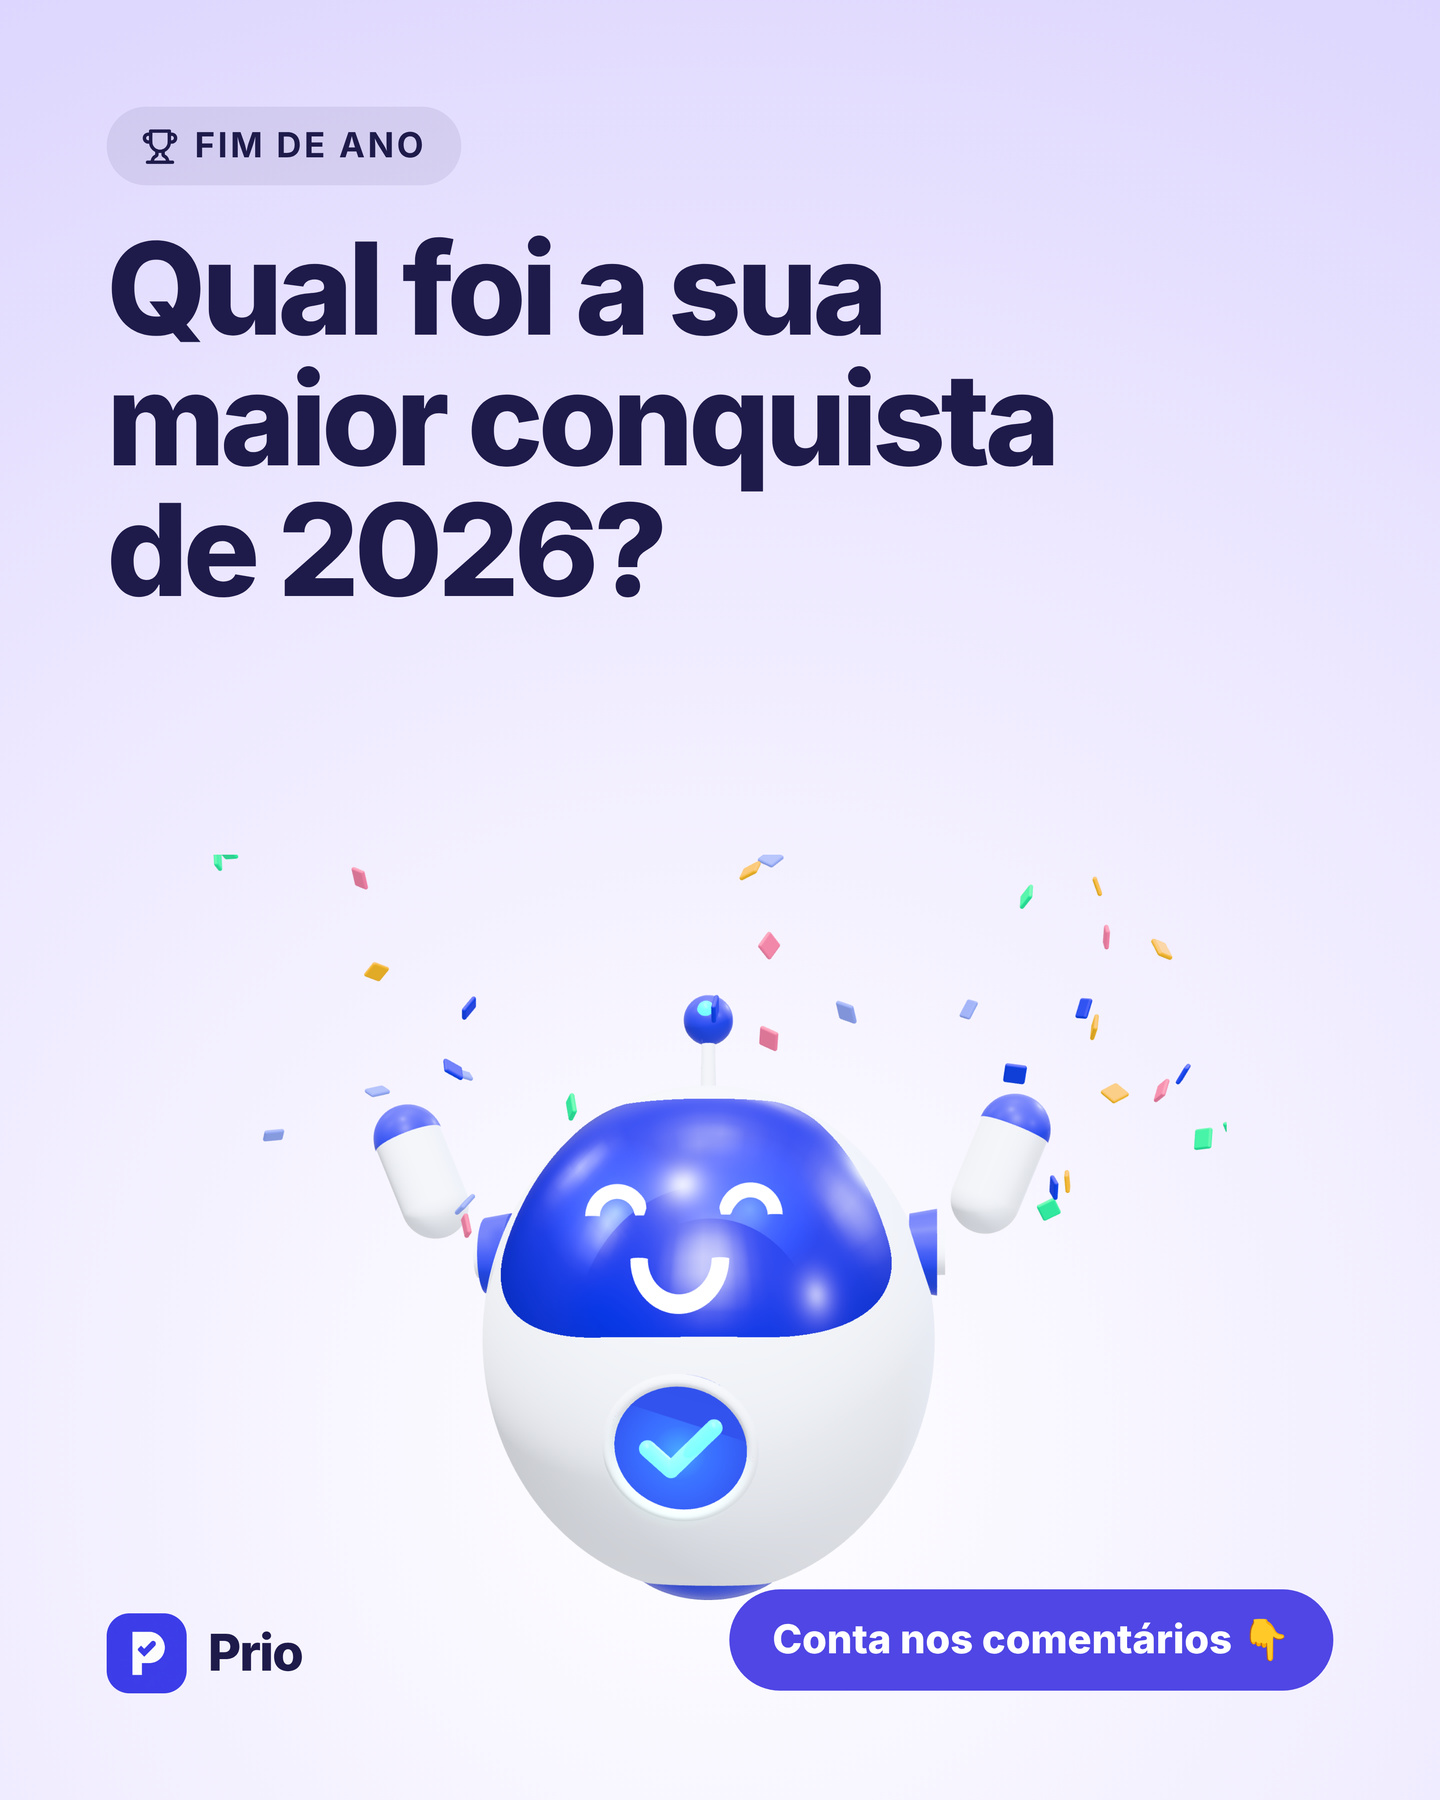 FIM DE ANO
Qual foi a sua
maior conquista
de 2026?
Prio
Conta nos comentários 👇